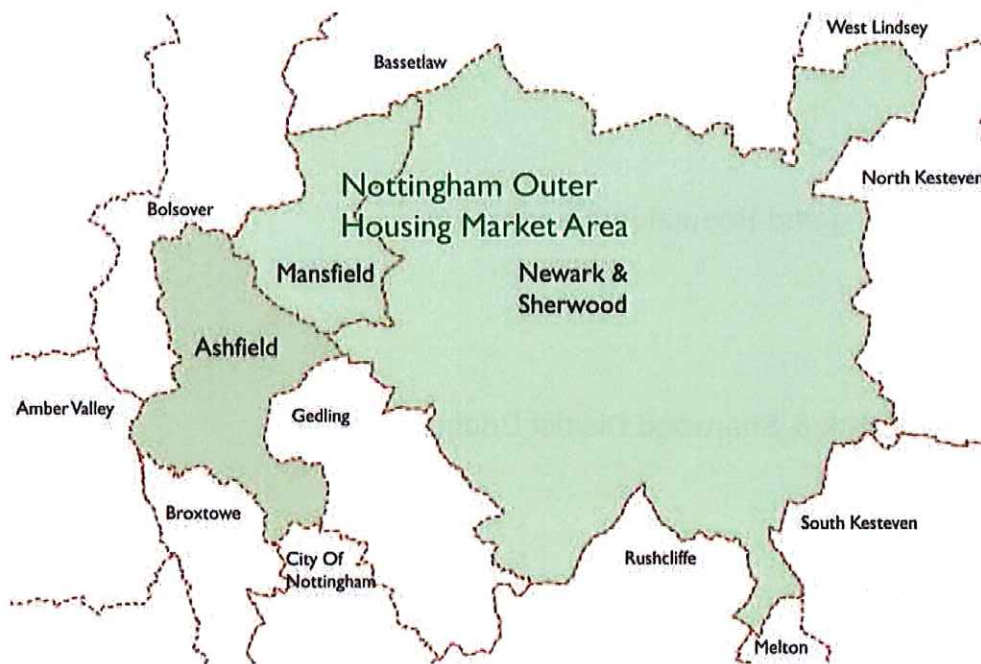 West Lindsey
Bassetlaw
North Kesteven
Nottingham Outer
Housing Market Area
Bolsover
Mansfield
Newark &
Sherwood
Ashfield
Amber Valley
Gedling
Broxtowe
City Of
Nottingham
Rushcliffe
South Kesteven
Melton